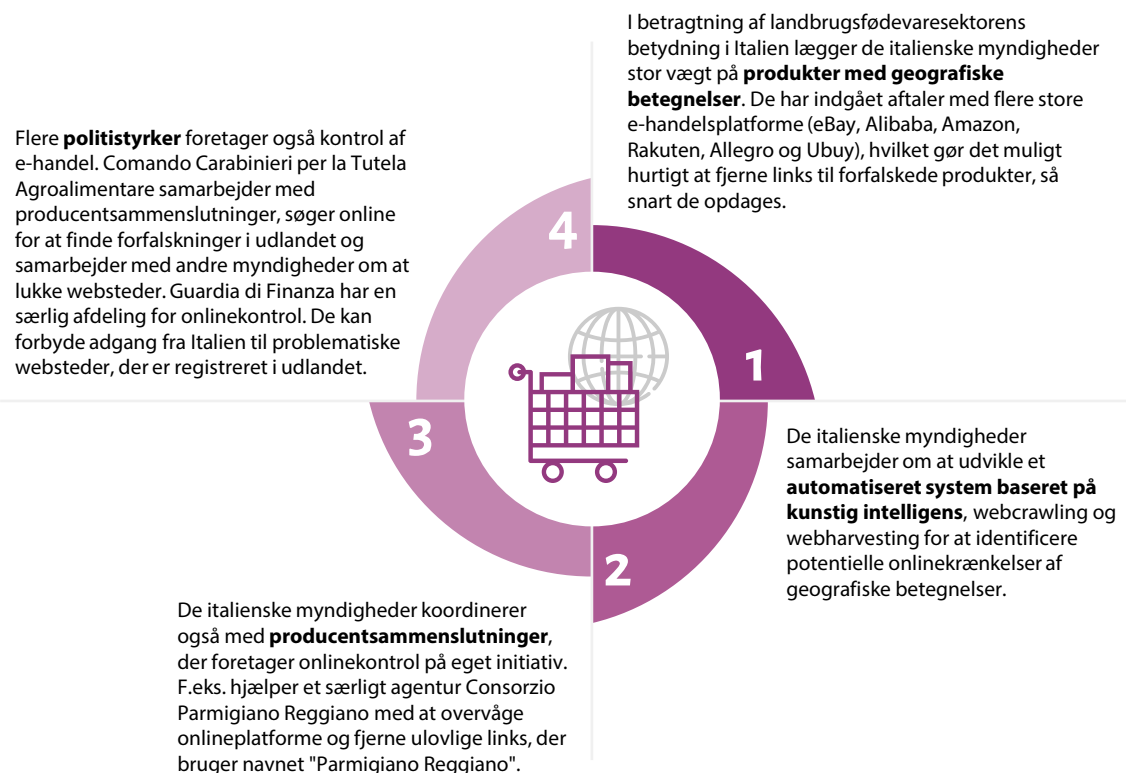 I betragtning af landbrugsfødevaresektorens
betydning i Italien lægger de italienske myndigheder
stor vægt på produkter med geografiske
betegnelser. De har indgået aftaler med flere store
e-handelsplatforme (eBay, Alibaba, Amazon,
Rakuten, Allegro og Ubuy), hvilket gør det muligt
hurtigt at fjerne links til forfalskede produkter, så
snart de opdages.
1
De italienske myndigheder
samarbejder om at udvikle et
automatiseret system baseret på
kunstig intelligens, webcrawling og
webharvesting for at identificere
potentielle onlinekrænkelser af
geografiske betegnelser.
2
De italienske myndigheder koordinerer
også med producentsammenslutninger,
der foretager onlinekontrol på eget initiativ.
F.eks. hjælper et særligt agentur Consorzio
Parmigiano Reggiano med at overvåge
onlineplatforme og fjerne ulovlige links, der
bruger navnet "Parmigiano Reggiano".
3
Flere politistyrker foretager også kontrol af
e-handel. Comando Carabinieri per la Tutela
Agroalimentare samarbejder med
producentsammenslutninger, søger online
for at finde forfalskninger i udlandet og
samarbejder med andre myndigheder om at
lukke websteder. Guardia di Finanza har en
særlig afdeling for onlinekontrol. De kan
forbyde adgang fra Italien til problematiske
websteder, der er registreret i udlandet.
4